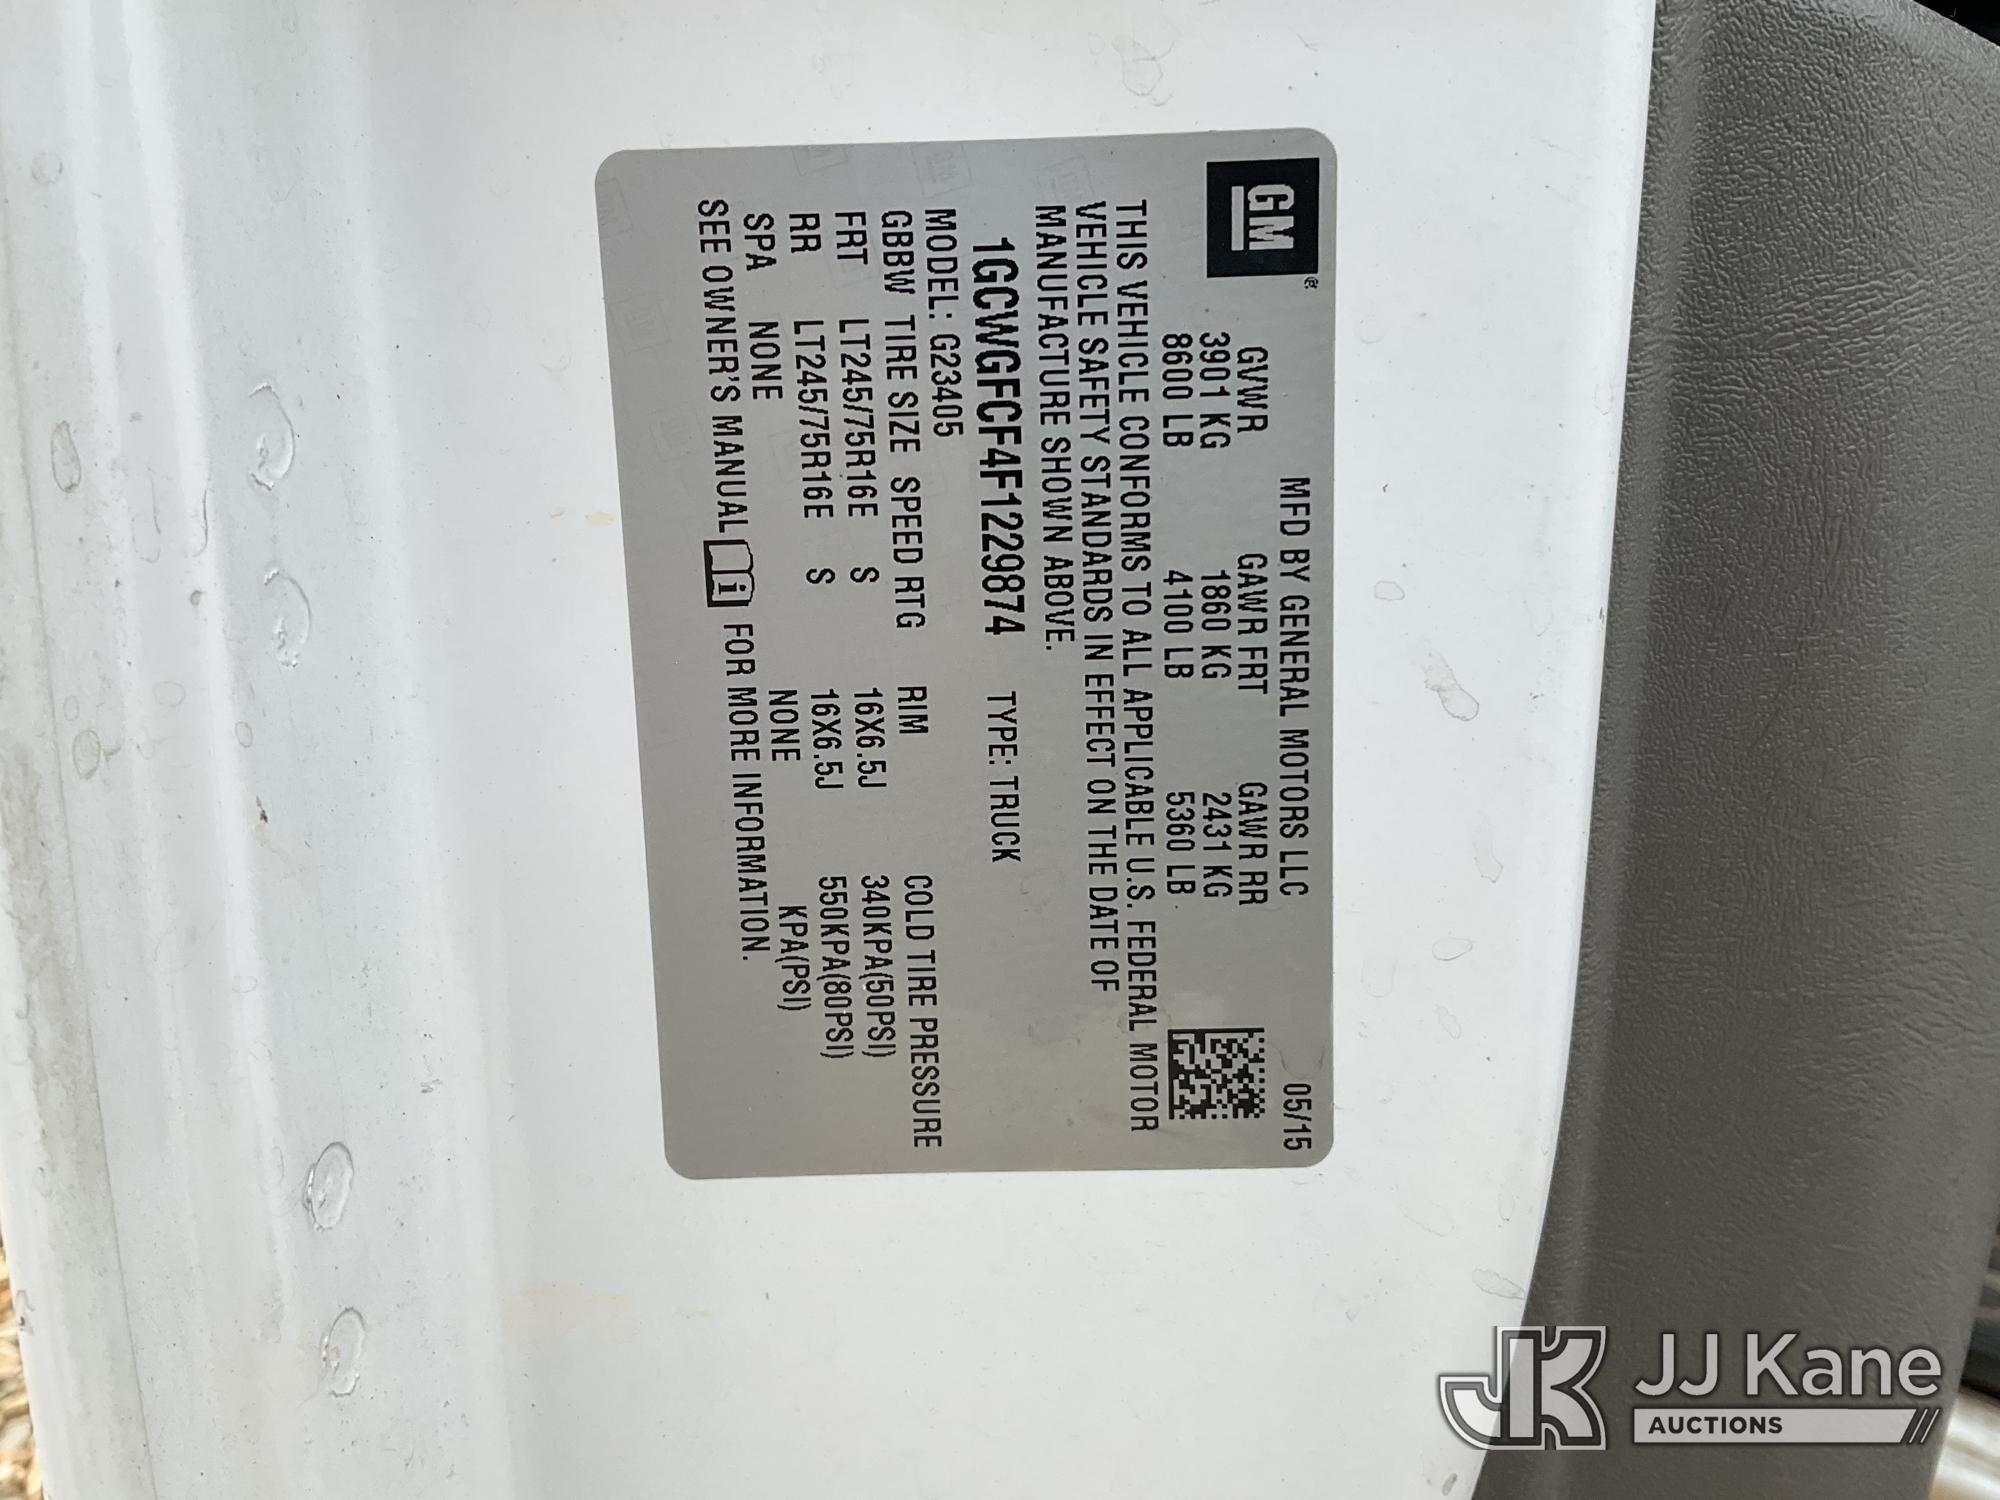 GM®
MFD BY GENERAL MOTORS LLC 05/15
GVWR GAWR FRT GAWR RR
3901 KG 1860 KG 2431 KG
8600 LB 4100 LB 5360 LB
THIS VEHICLE CONFORMS TO ALL APPLICABLE U.S. FEDERAL MOTOR
VEHICLE SAFETY STANDARDS IN EFFECT ON THE DATE OF
MANUFACTURE SHOWN ABOVE.
1GCWGFCF4F1229874 TYPE: TRUCK
MODEL: G23405
GBBW TIRE SIZE SPEED RTG RIM COLD TIRE PRESSURE
FRT LT245/75R16E S 16X6.5J 340KPA(50PSI)
RR LT245/75R16E S 16X6.5J 550KPA(80PSI)
SPA NONE NONE KPA(PSI)
SEE OWNER'S MANUAL i FOR MORE INFORMATION.
JK JJ Kane
AUCTIONS